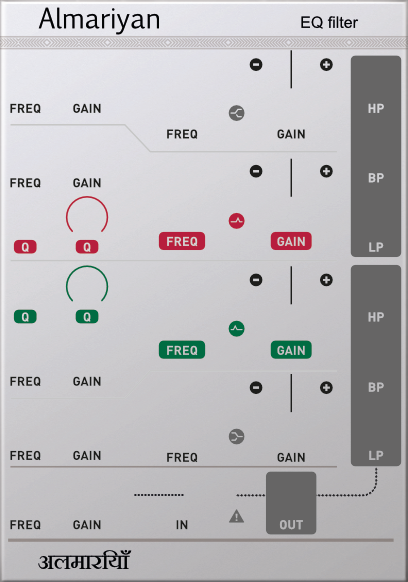 Almariyan EQ filter
− +
FREQ GAIN HP
FREQ GAIN
− +
FREQ GAIN BP
Q Q FREQ GAIN LP
− +
Q Q HP
FREQ GAIN
FREQ GAIN − + BP
FREQ GAIN FREQ GAIN LP
FREQ GAIN IN ! OUT
अलमारियाँ